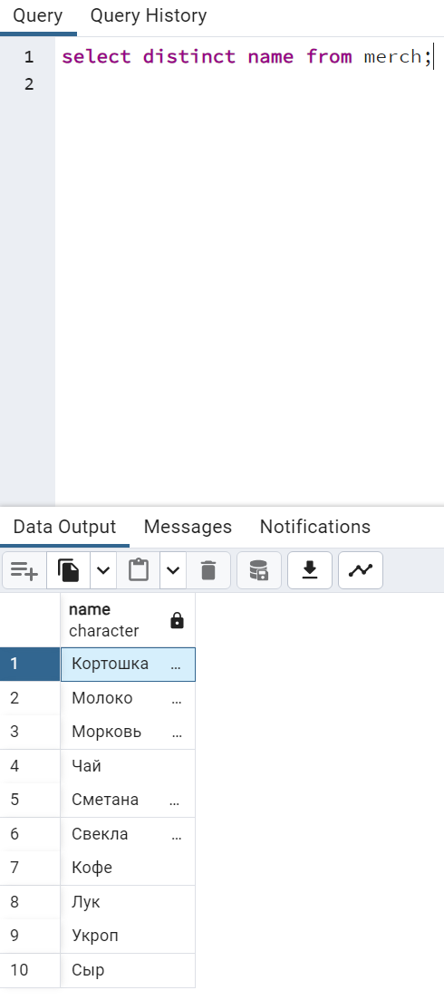 Query Query History
1 select distinct name from merch;
2
Data Output Messages Notifications
name
character
1 Кортошка ...
2 Молоко ...
3 Морковь ...
4 Чай
5 Сметана ...
6 Свекла ...
7 Кофе
8 Лук
9 Укроп
10 Сыр